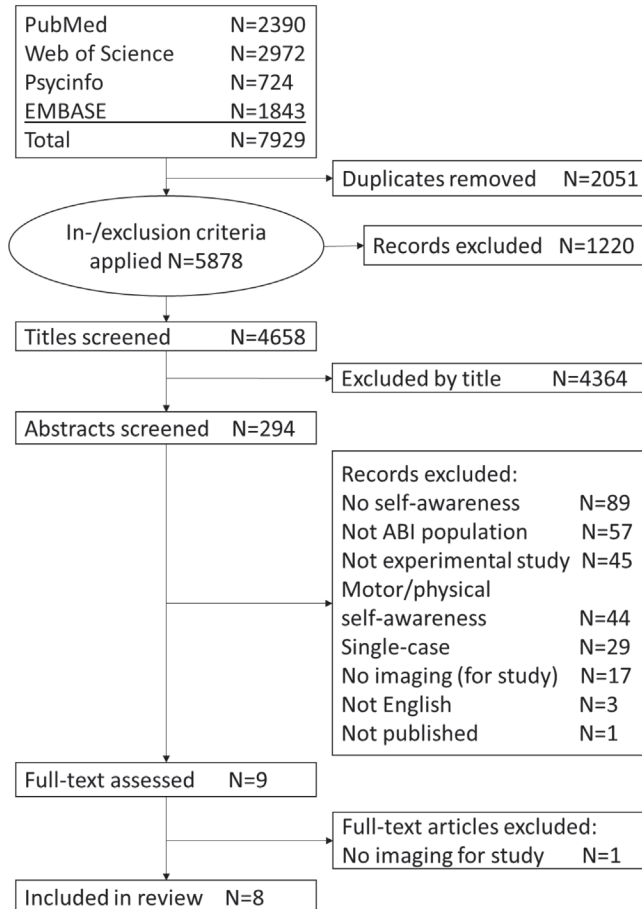 PubMed N=2390
Web of Science N=2972
Psycinfo N=724
EMBASE N=1843
Total N=7929
Duplicates removed N=2051
In-/exclusion criteria
applied N=5878
Records excluded N=1220
Titles screened N=4658
Excluded by title N=4364
Abstracts screened N=294
Records excluded:
No self-awareness N=89
Not ABI population N=57
Not experimental study N=45
Motor/physical
self-awareness N=44
Single-case N=29
No imaging (for study) N=17
Not English N=3
Not published N=1
Full-text assessed N=9
Full-text articles excluded:
No imaging for study N=1
Included in review N=8